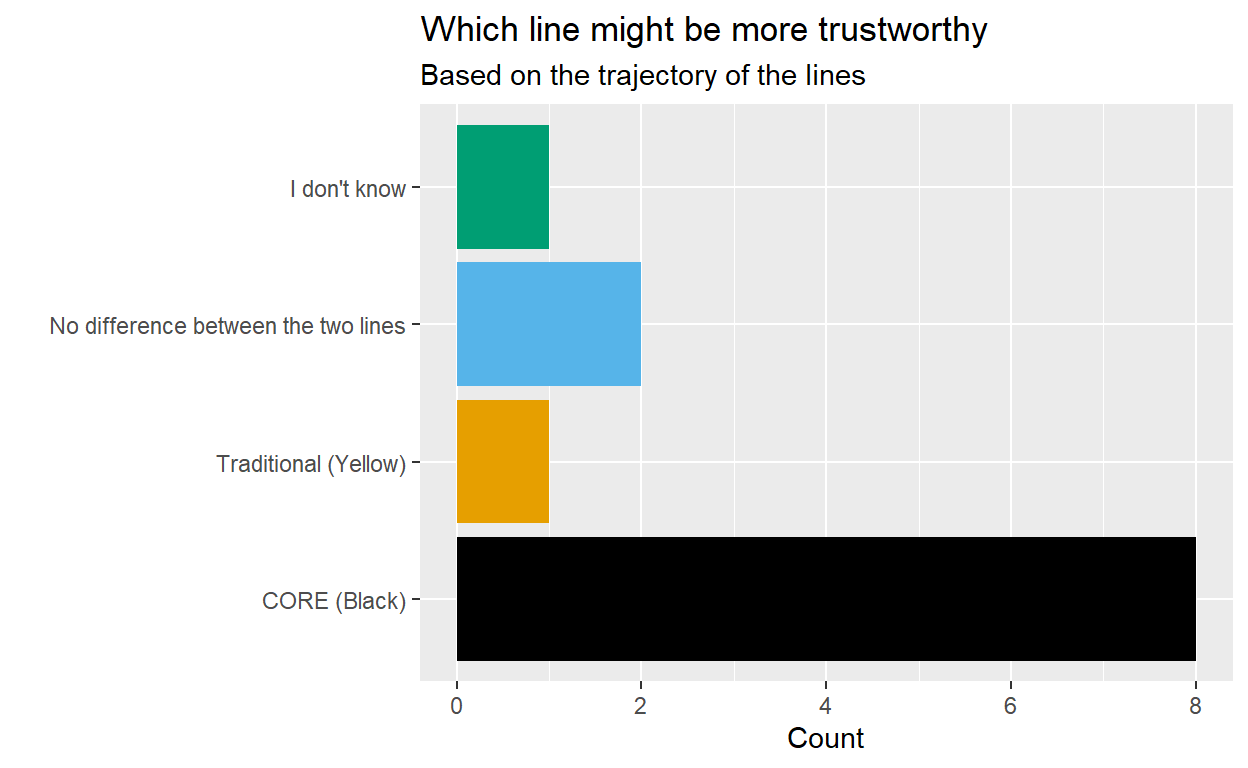 Which line might be more trustworthy
Based on the trajectory of the lines
I don't know
No difference between the two lines
Traditional (Yellow)
CORE (Black)
0 2 4 6 8
Count